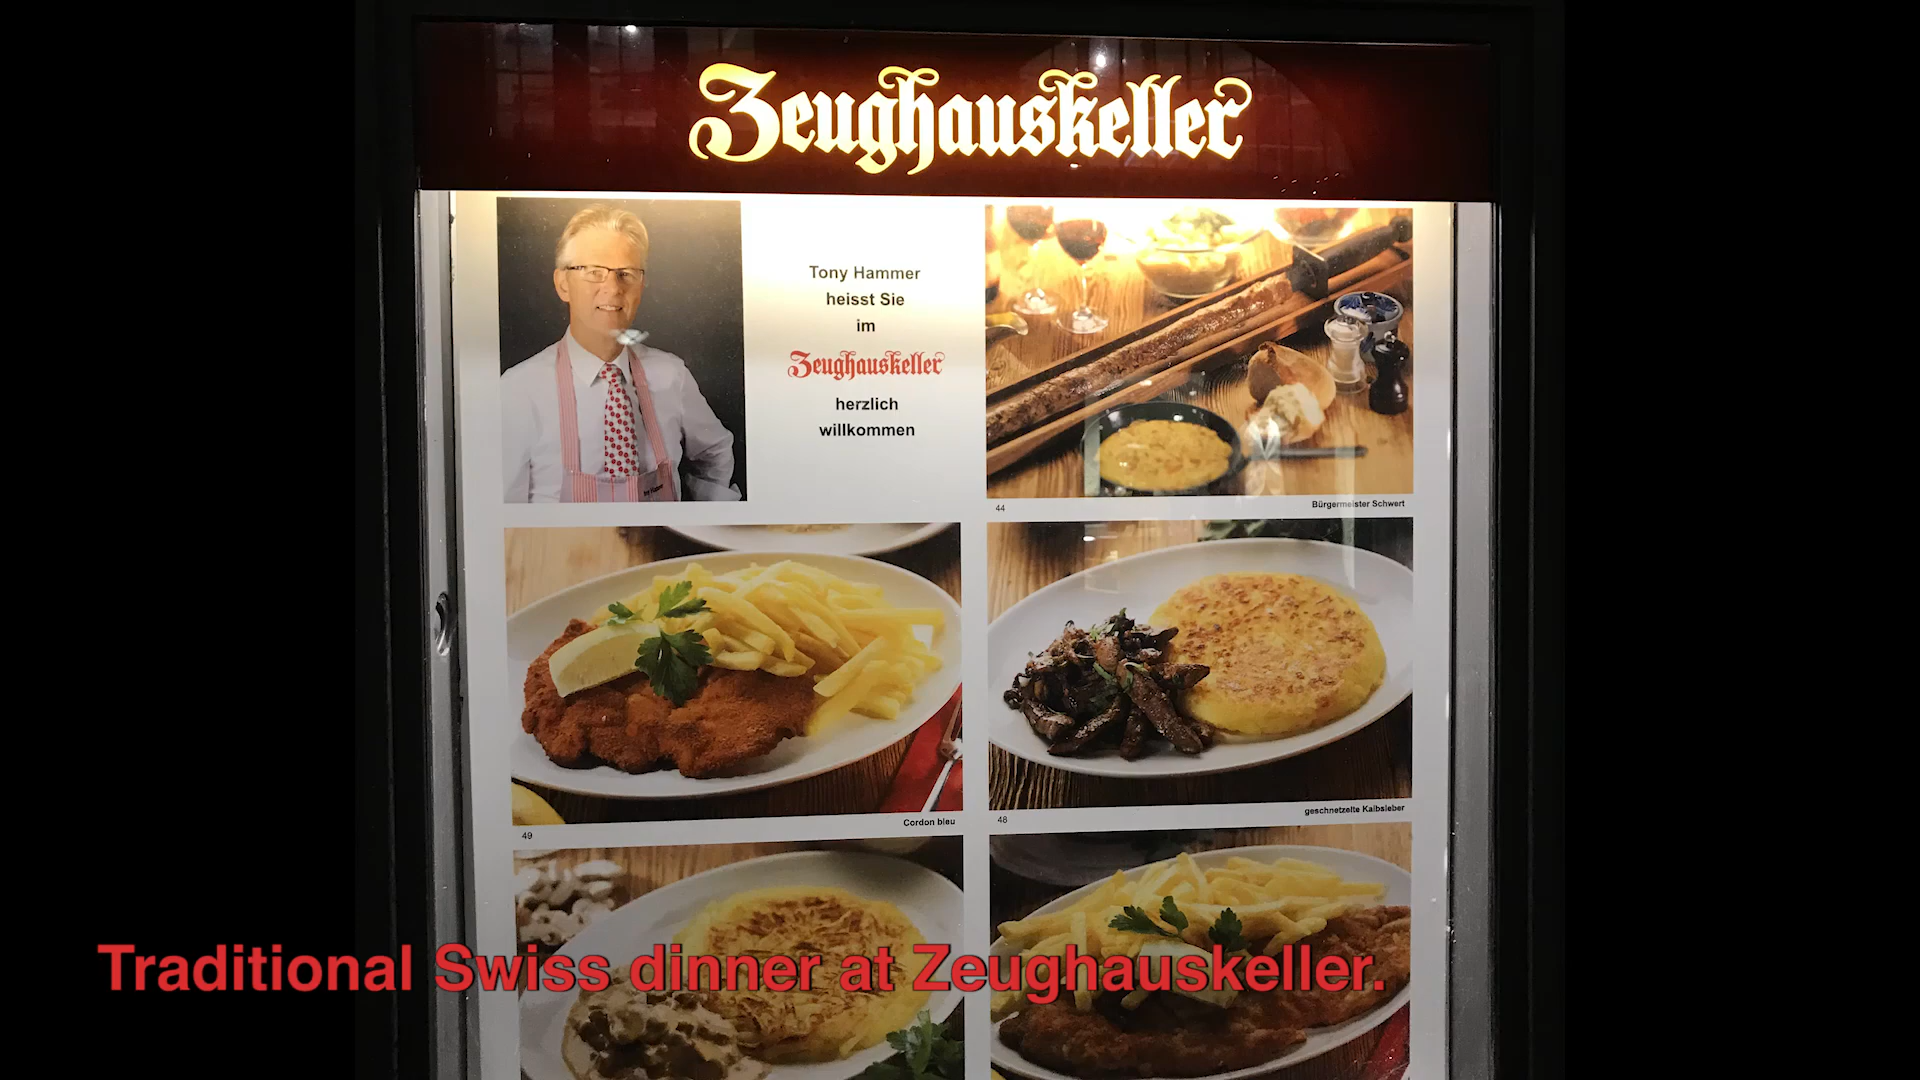 Zeughauskeller
Tony Hammer
heisst Sie
im
Zeughauskeller
herzlich
willkommen
44
Bürgermeister Schwert
49
Cordon bleu
48
geschnetzelte Kalbsleber
Traditional Swiss dinner at Zeughauskeller.